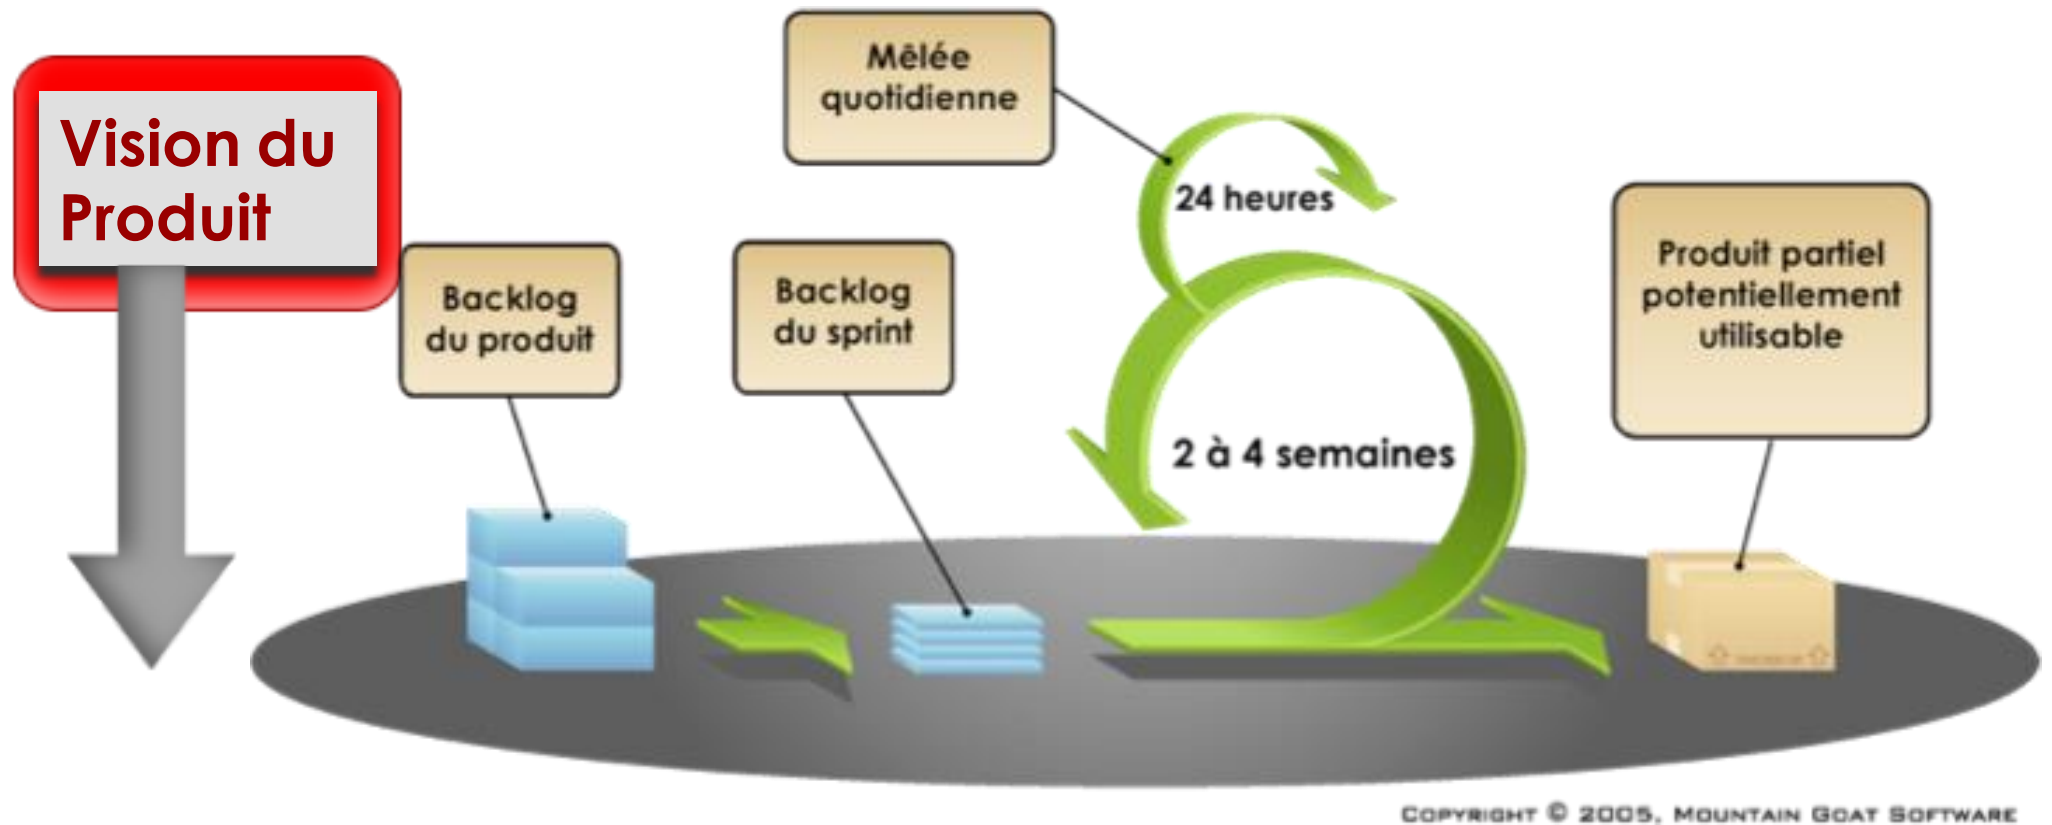 Vision du
Produit
Backlog
du produit
Backlog
du sprint
Mêlée
quotidienne
24 heures
2 à 4 semaines
Produit partiel
potentiellement
utilisable
COPYRIGHT © 2005, MOUNTAIN GOAT SOFTWARE